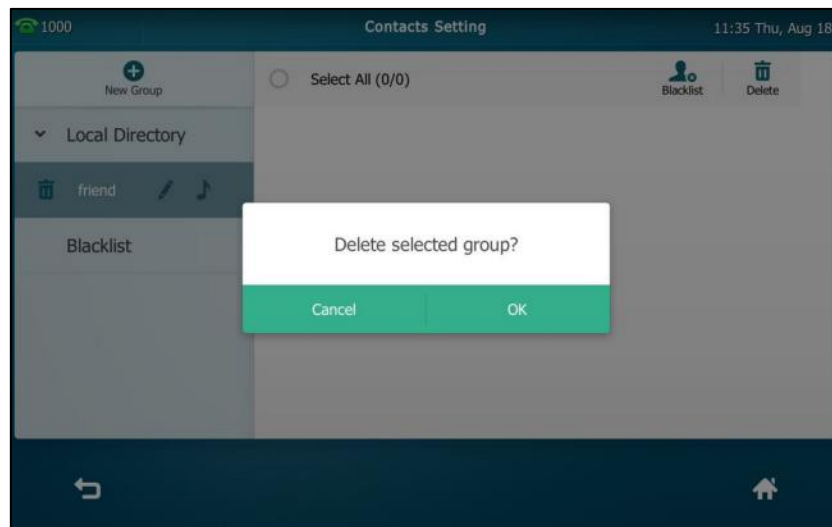 1000
Contacts Setting
11:35 Thu, Aug 18
New Group
Select All (0/0)
Blacklist
Delete
Local Directory
friend
Blacklist
Delete selected group?
Cancel
OK